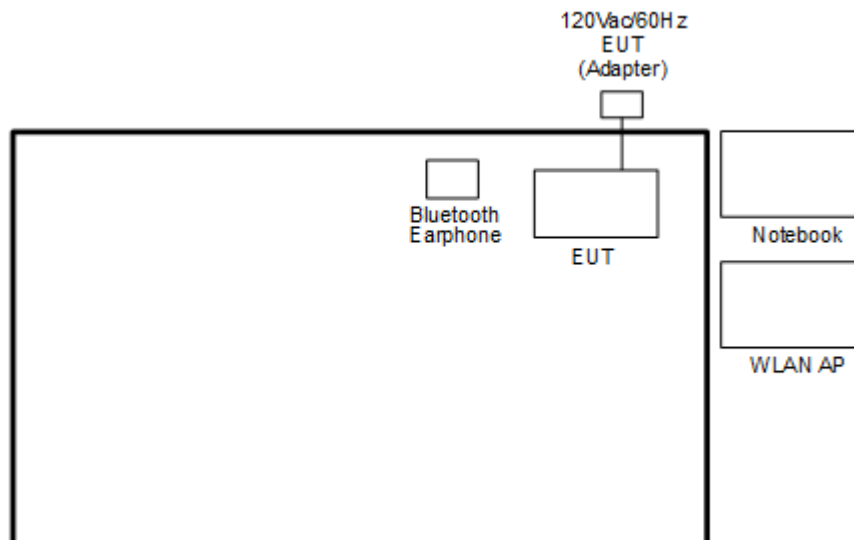 120Vac/60Hz
EUT
(Adapter)
Bluetooth
Earphone
EUT
Notebook
WLAN AP